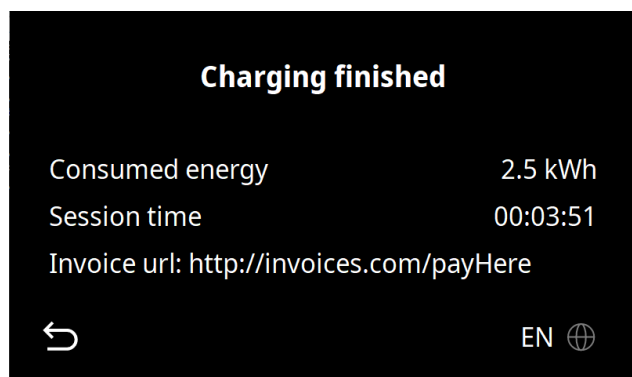 Charging finished
Consumed energy 2.5 kWh
Session time 00:03:51
Invoice url: http://invoices.com/payHere
EN